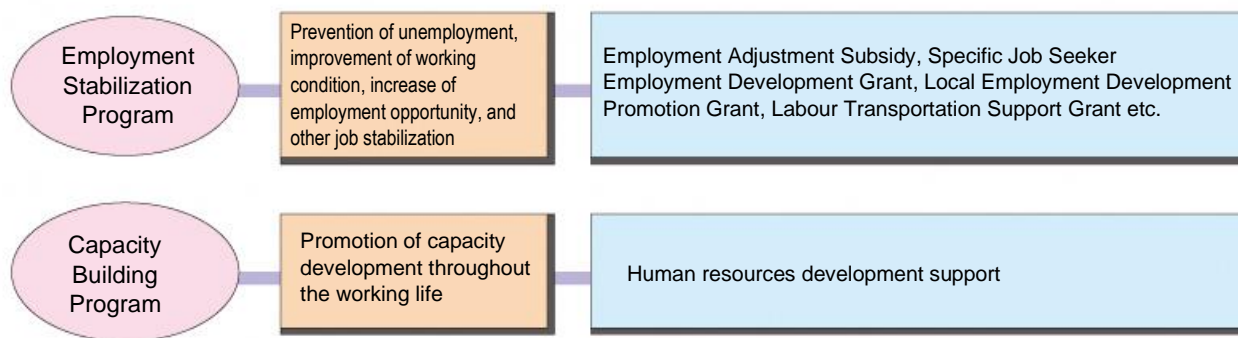 Employment
Stabilization
Program
Prevention of unemployment,
improvement of working
condition, increase of
employment opportunity, and
other job stabilization
Employment Adjustment Subsidy, Specific Job Seeker
Employment Development Grant, Local Employment Development
Promotion Grant, Labour Transportation Support Grant etc.
Capacity
Building
Program
Promotion of capacity
development throughout
the working life
Human resources development support